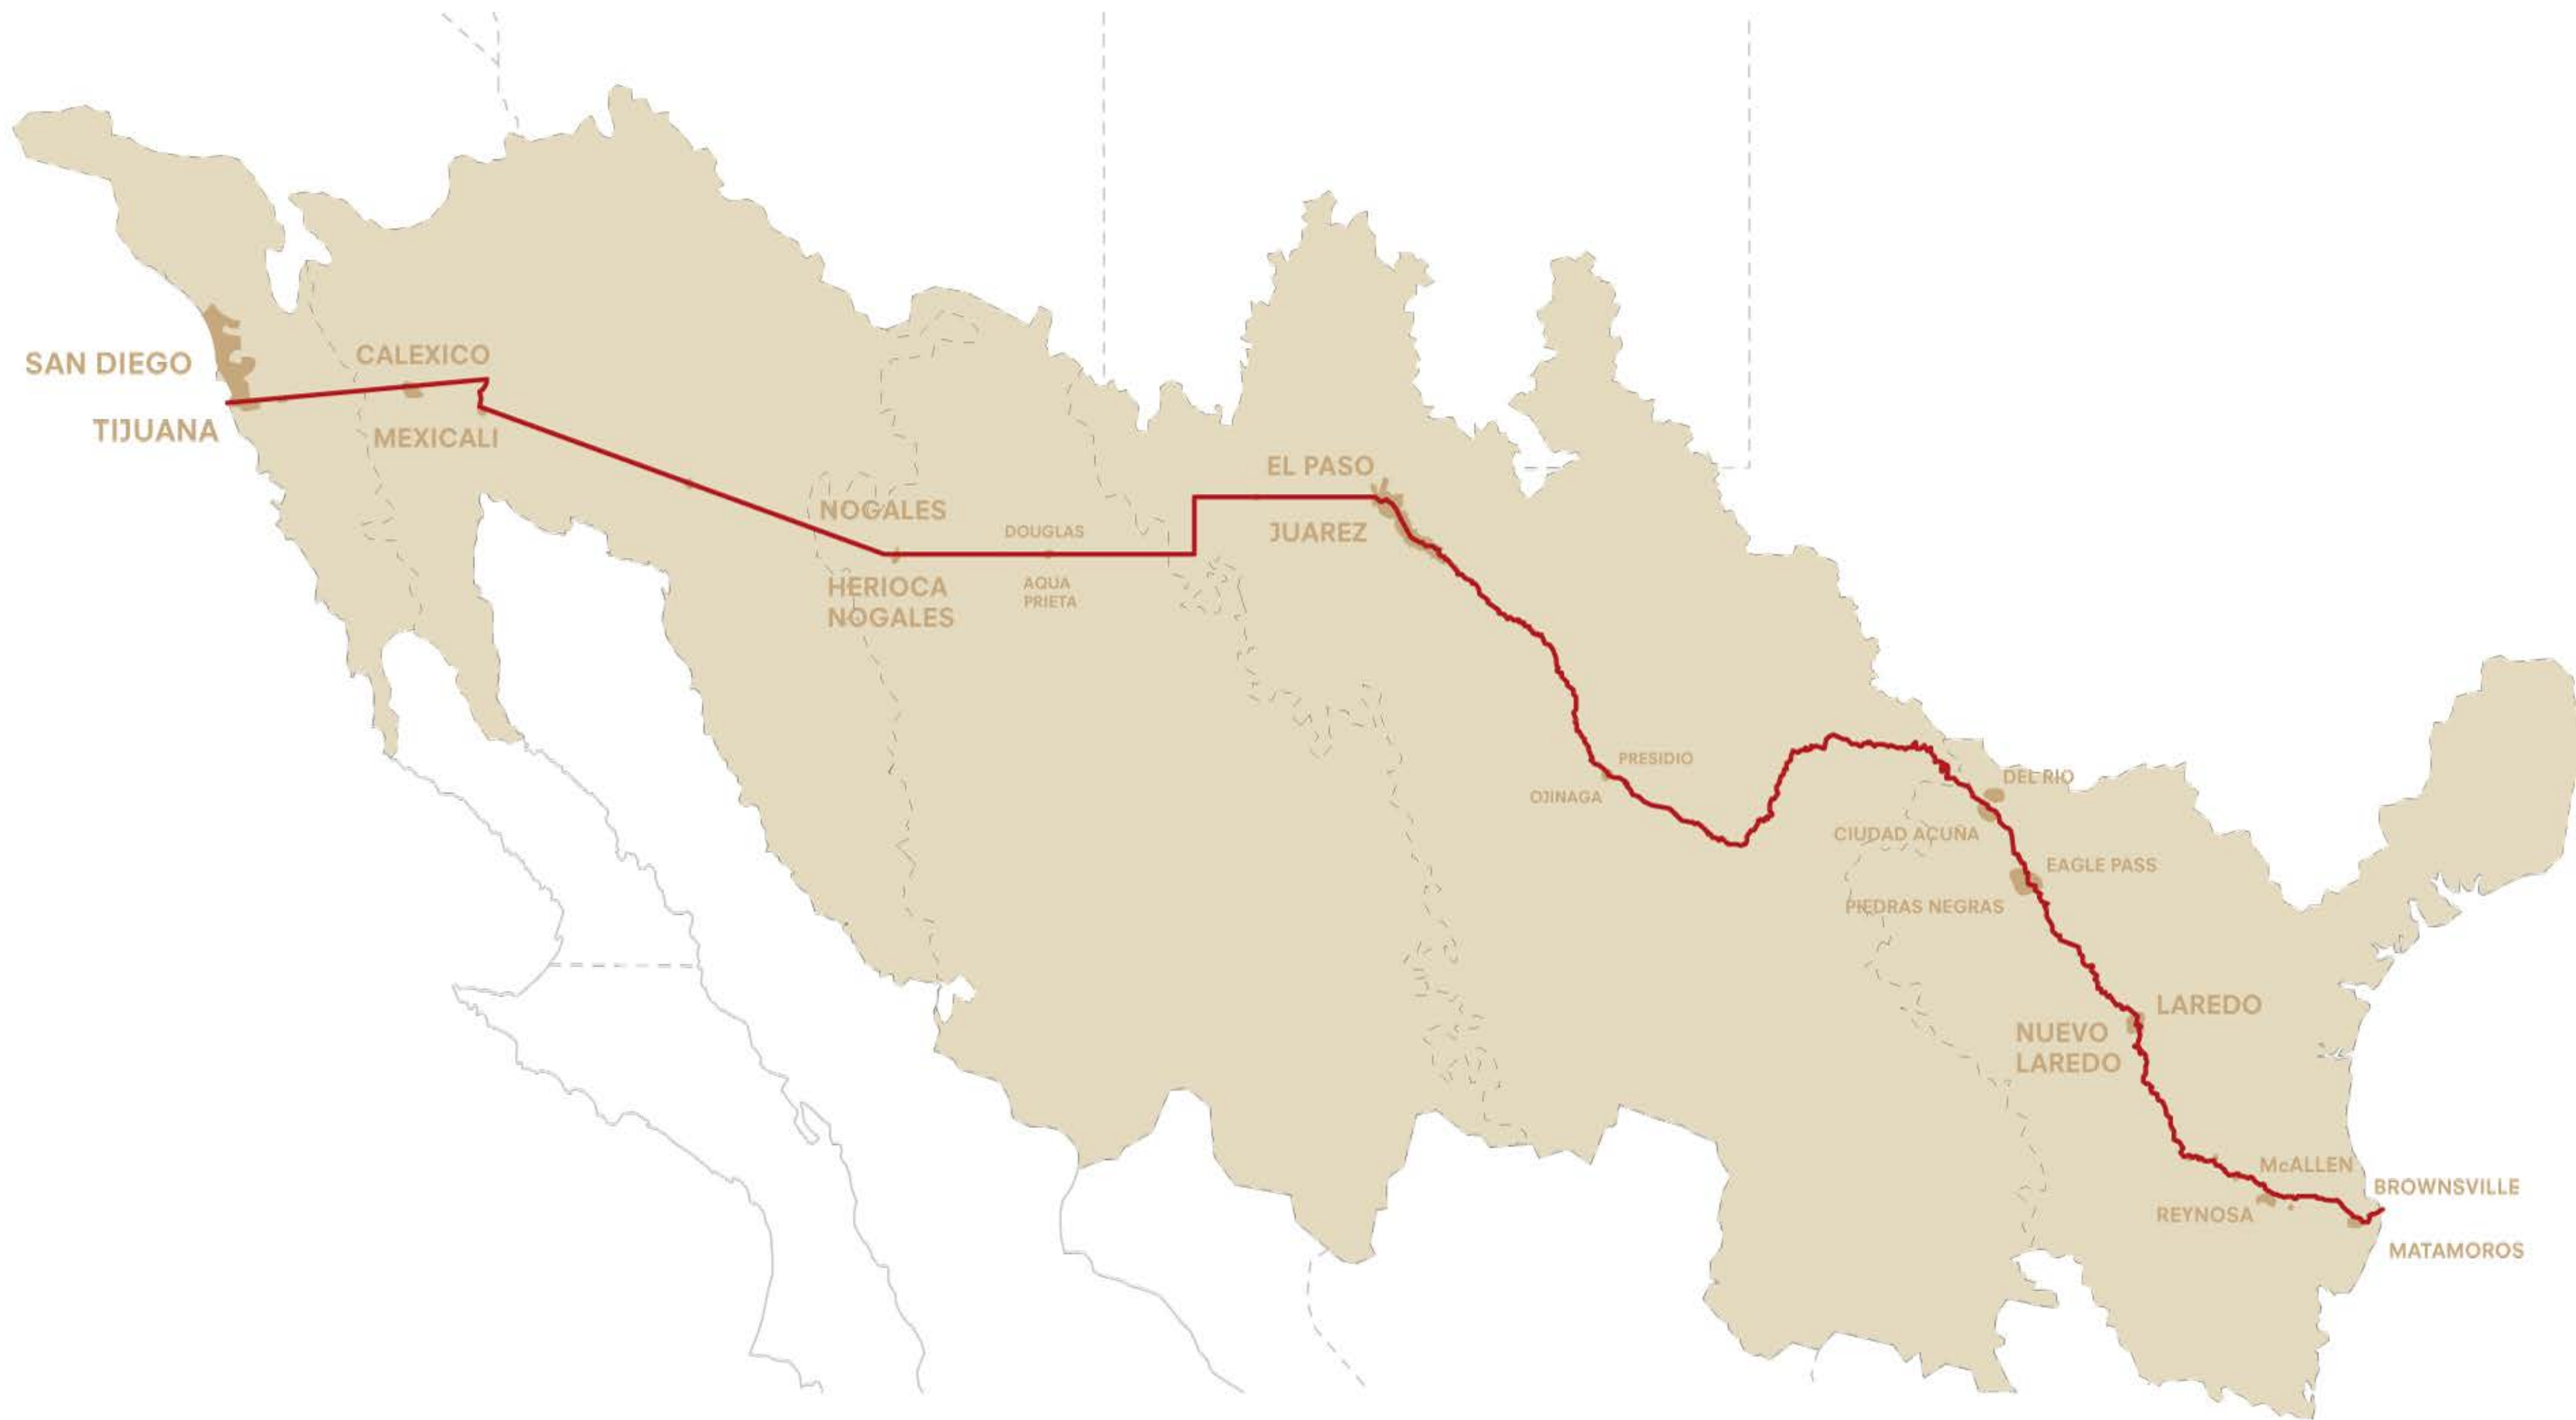 SAN DIEGO
TIJUANA
CALEXICO
MEXICALI
NOGALES
HERIOCA
NOGALES
DOUGLAS
AQUA
PRIETA
EL PASO
JUAREZ
PRESIDIO
OJINAGA
DEL RIO
CIUDAD ACUÑA
EAGLE PASS
PIEDRAS NEGRAS
LAREDO
NUEVO
LAREDO
McALLEN
REYNOSA
BROWNSVILLE
MATAMOROS